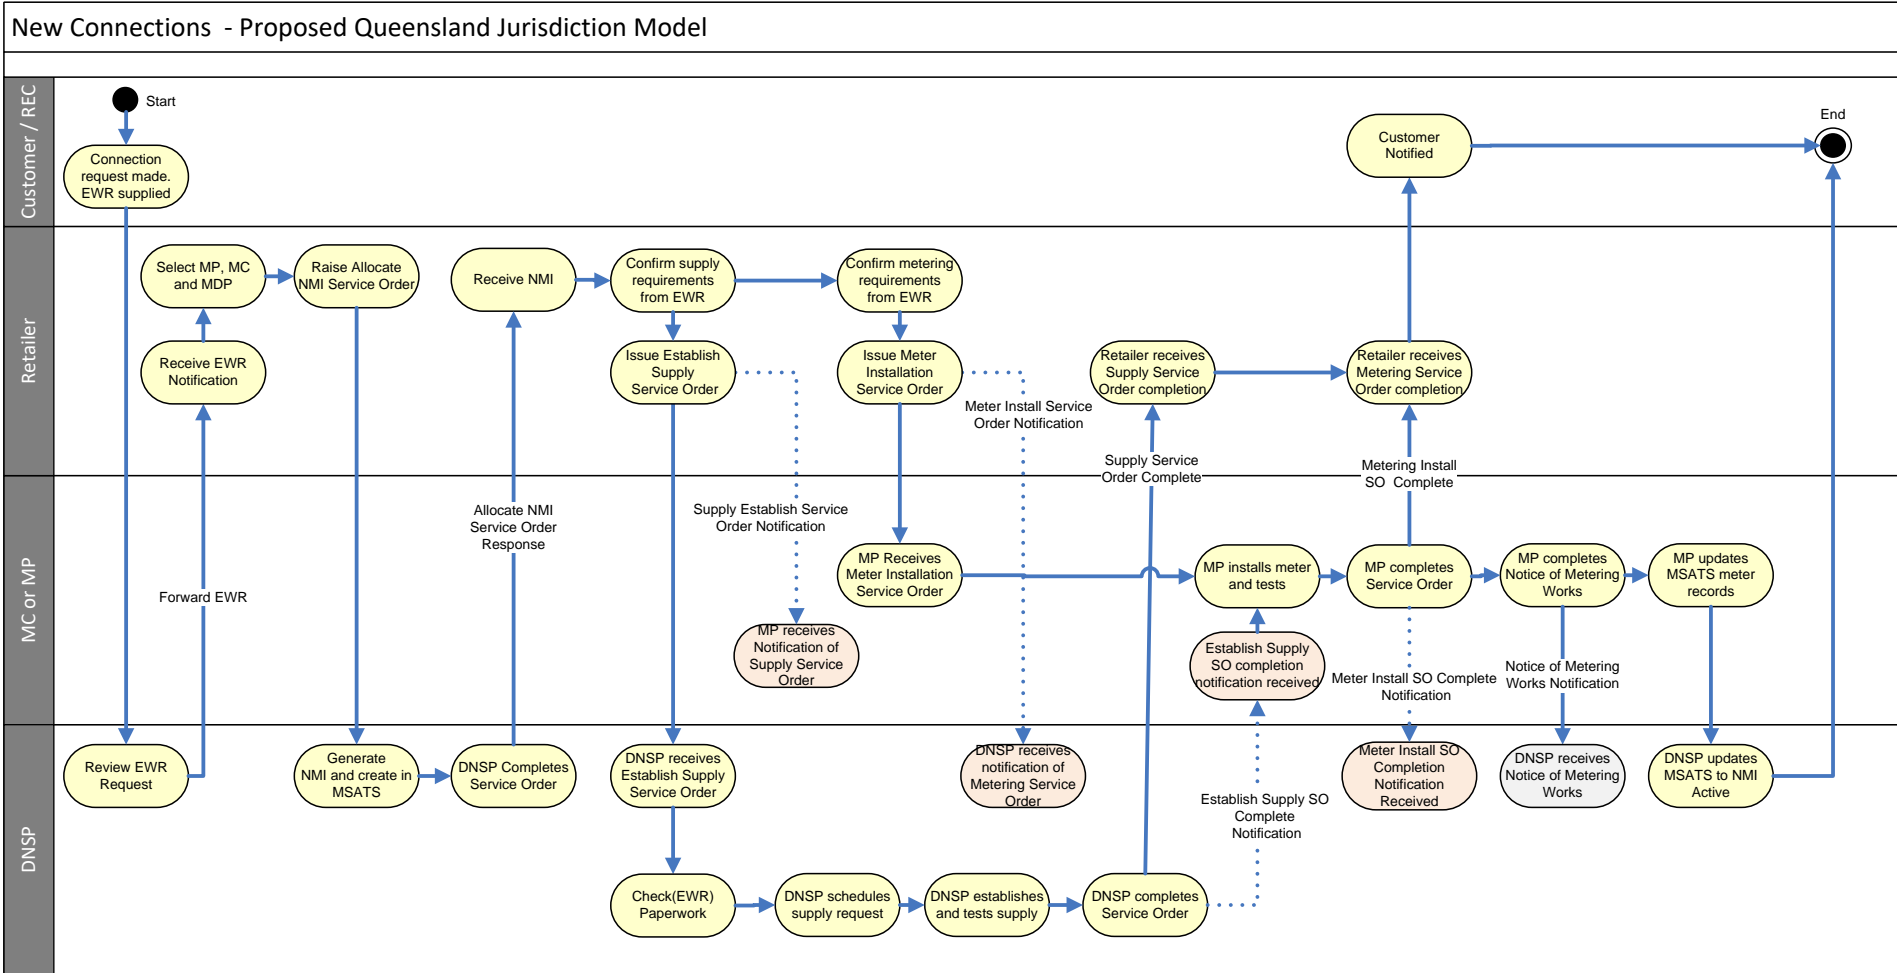 New Connections  - Proposed Queensland Jurisdiction Model
Customer / REC
Start
Connection
request made.
EWR supplied
Customer
Notified
End
Retailer
Select MP, MC
and MDP
Raise Allocate
NMI Service Order
Receive NMI
Confirm supply
requirements
from EWR
Confirm metering
requirements
from EWR
Receive EWR
Notification
Issue Establish
Supply
Service Order
Issue Meter
Installation
Service Order
Retailer receives
Supply Service
Order completion
Retailer receives
Metering Service
Order completion
Meter Install Service
Order Notification
Supply Service
Order Complete
Metering Install
SO  Complete
MC or MP
Allocate NMI
Service Order
Response
Supply Establish Service
Order Notification
Forward EWR
MP Receives
Meter Installation
Service Order
MP installs meter
and tests
MP completes
Service Order
MP completes
Notice of Metering
Works
MP updates
MSATS meter
records
MP receives
Notification of
Supply Service
Order
Establish Supply
SO completion
notification received
Meter Install SO Complete
Notification
Notice of Metering
Works Notification
DNSP
Review EWR
Request
Generate
NMI and create in
MSATS
DNSP Completes
Service Order
DNSP receives
Establish Supply
Service Order
DNSP receives
notification of
Metering Service
Order
Meter Install SO
Completion
Notification
Received
DNSP receives
Notice of Metering
Works
DNSP updates
MSATS to NMI
Active
Establish Supply SO
Complete
Notification
Check(EWR)
Paperwork
DNSP schedules
supply request
DNSP establishes
and tests supply
DNSP completes
Service Order